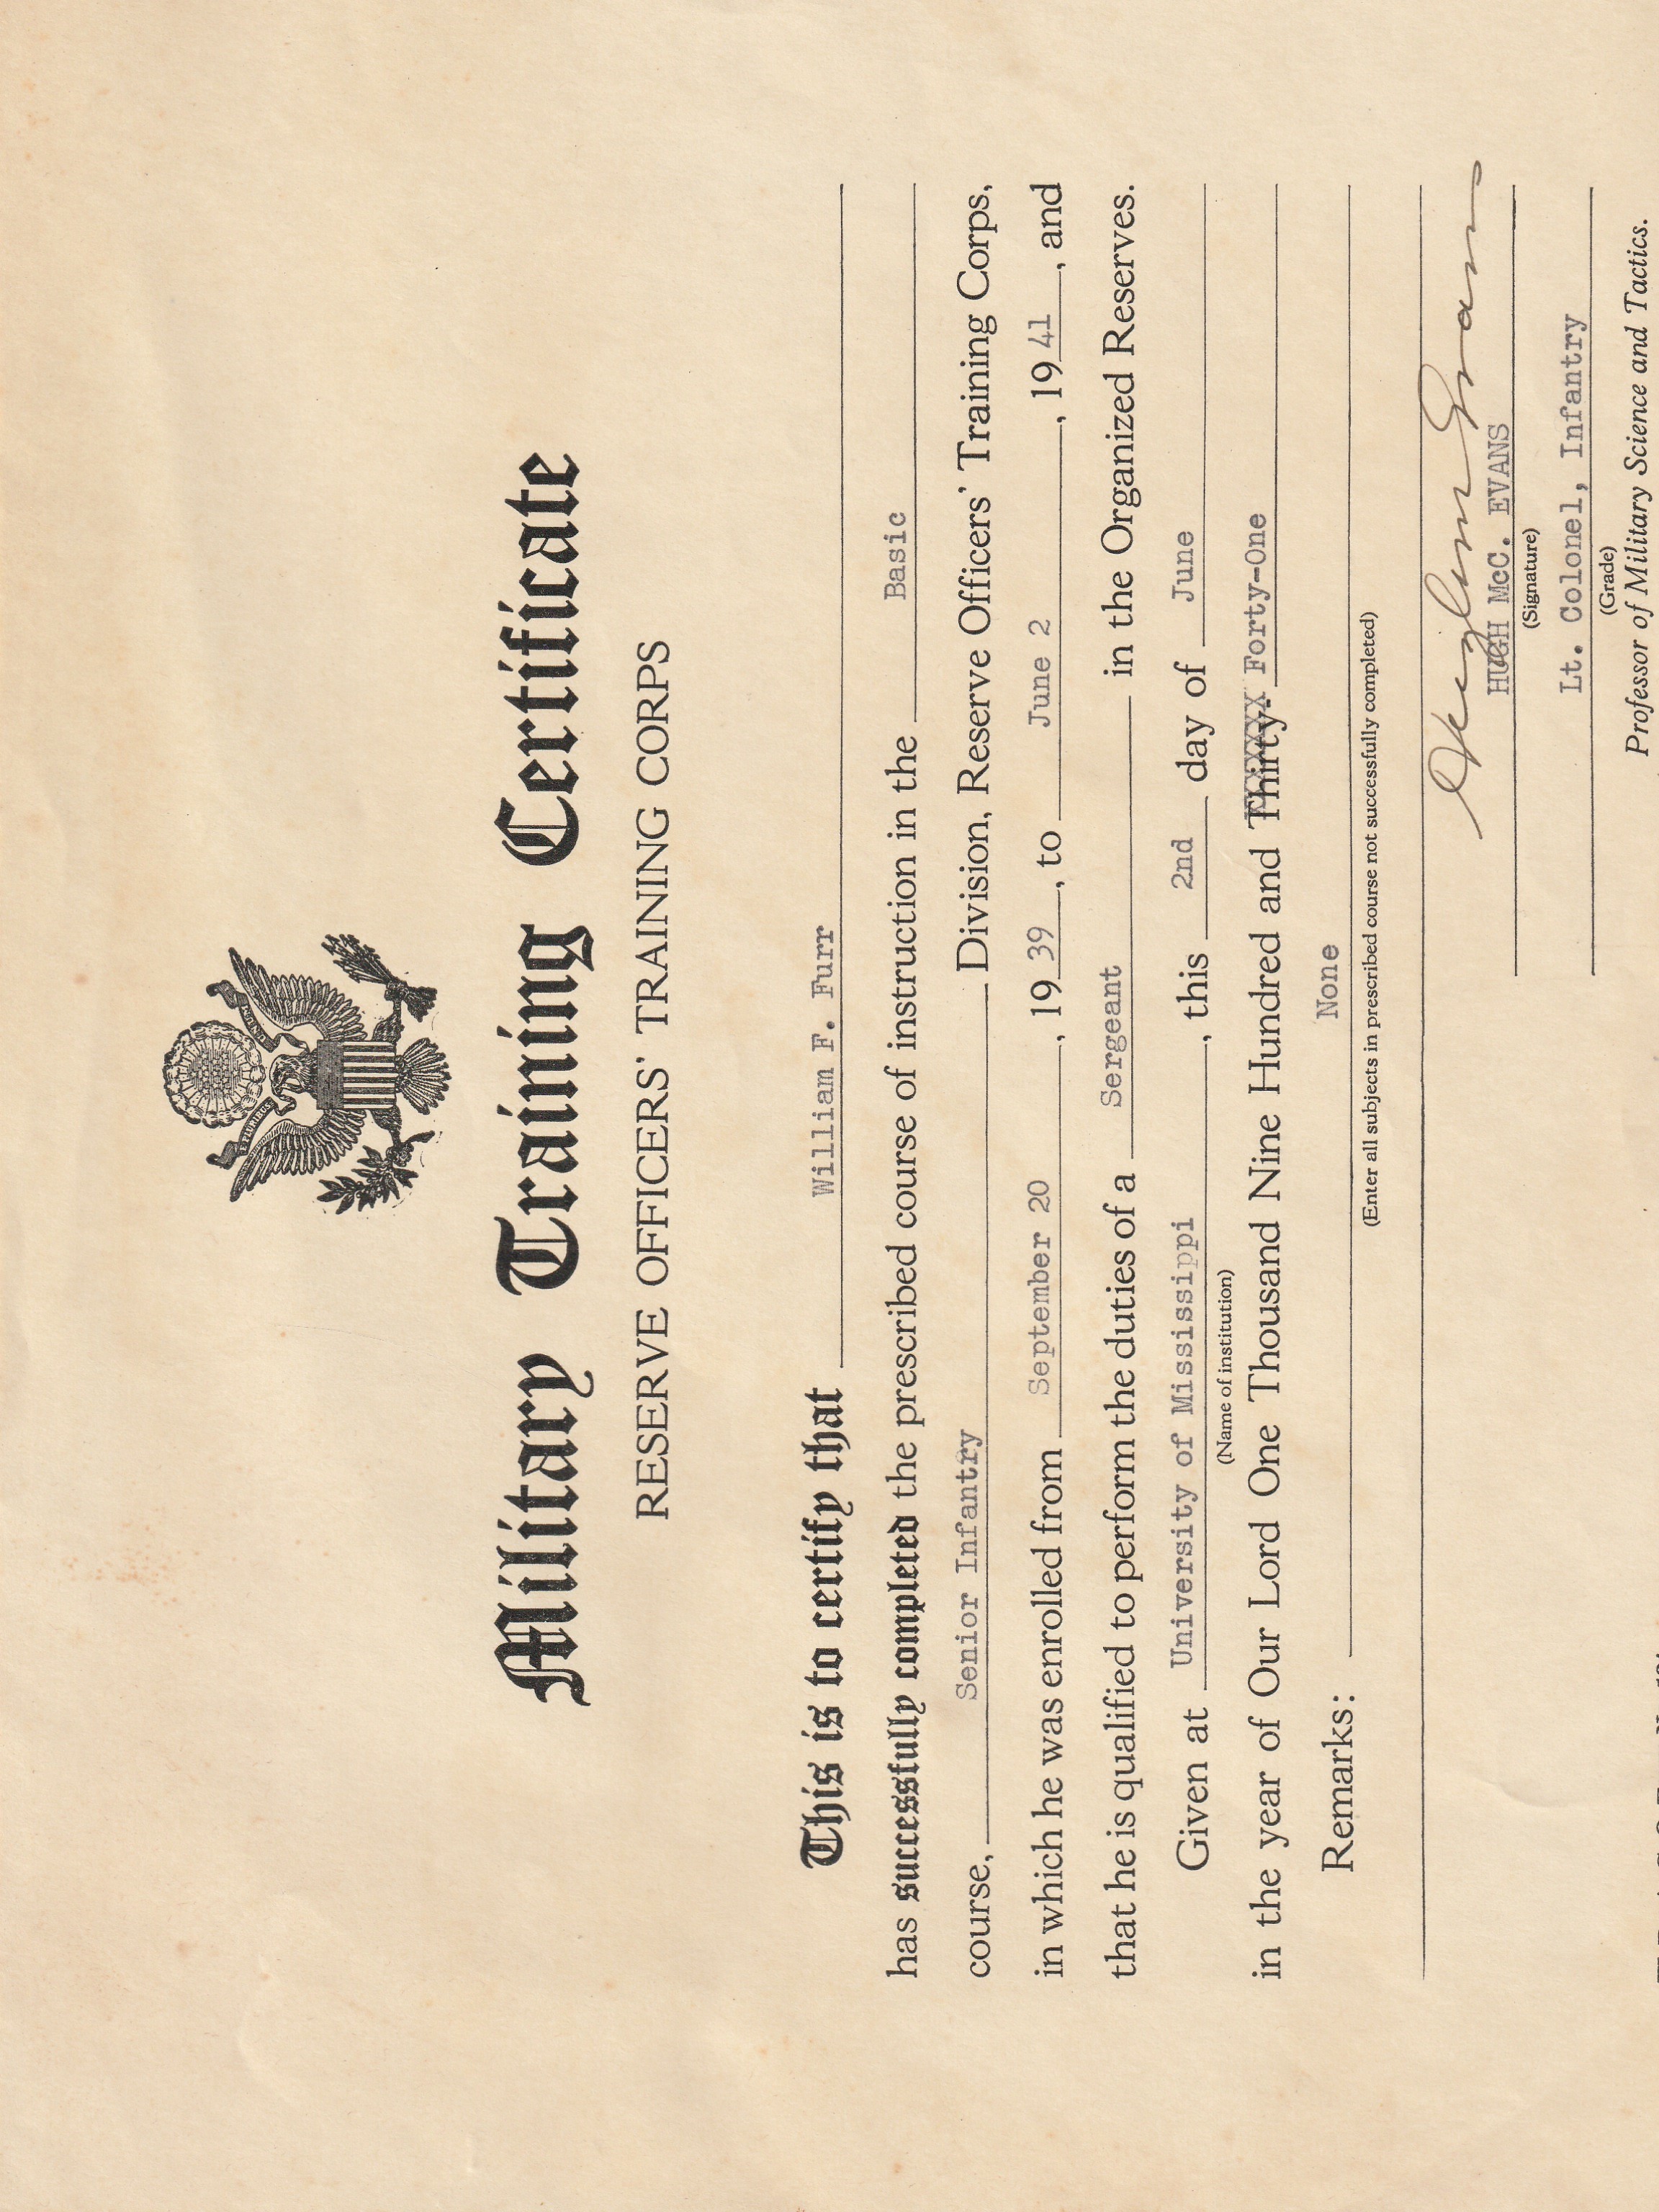 Military Training Certificate
RESERVE OFFICERS' TRAINING CORPS
This is to certify that William F. Furr
has successfully completed the prescribed course of instruction in the Basic
course, Senior Infantry Division, Reserve Officers' Training Corps,
in which he was enrolled from September 20, 1939, to June 2, 1941, and
that he is qualified to perform the duties of a Sergeant in the Organized Reserves.
Given at University of Mississippi, this 2nd day of June
(Name of institution)
in the year of Our Lord One Thousand Nine Hundred and Thirty- Forty-One
Remarks: None
(Enter all subjects in prescribed course not successfully completed)
HUGH McC. EVANS
(Signature)
Lt. Colonel, Infantry
(Grade)
Professor of Military Science and Tactics.